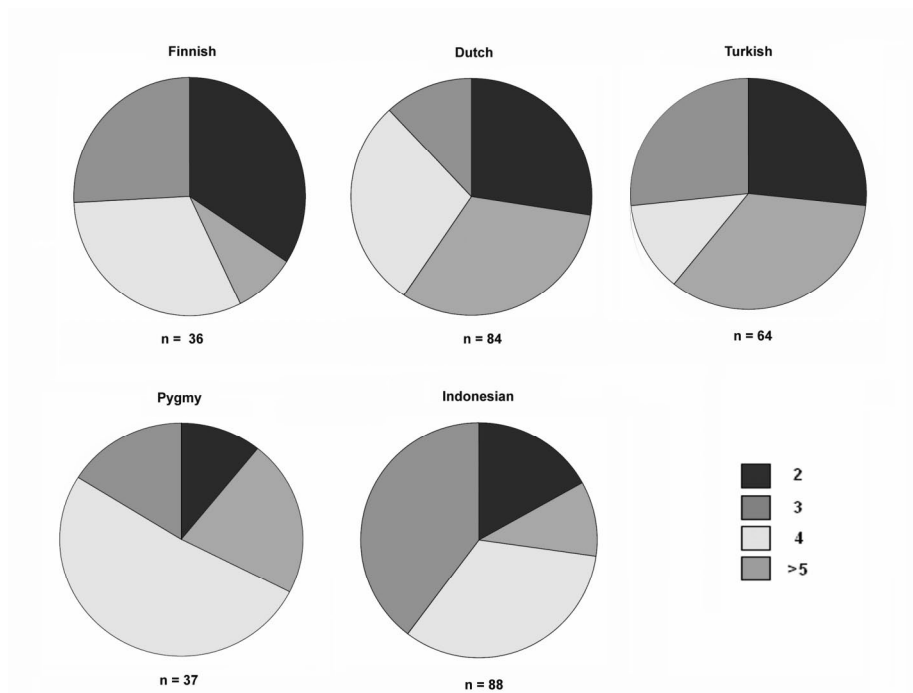 Finnish
Dutch
Turkish
n = 36
n = 84
n = 64
Pygmy
Indonesian
2
3
4
>5
n = 37
n = 88